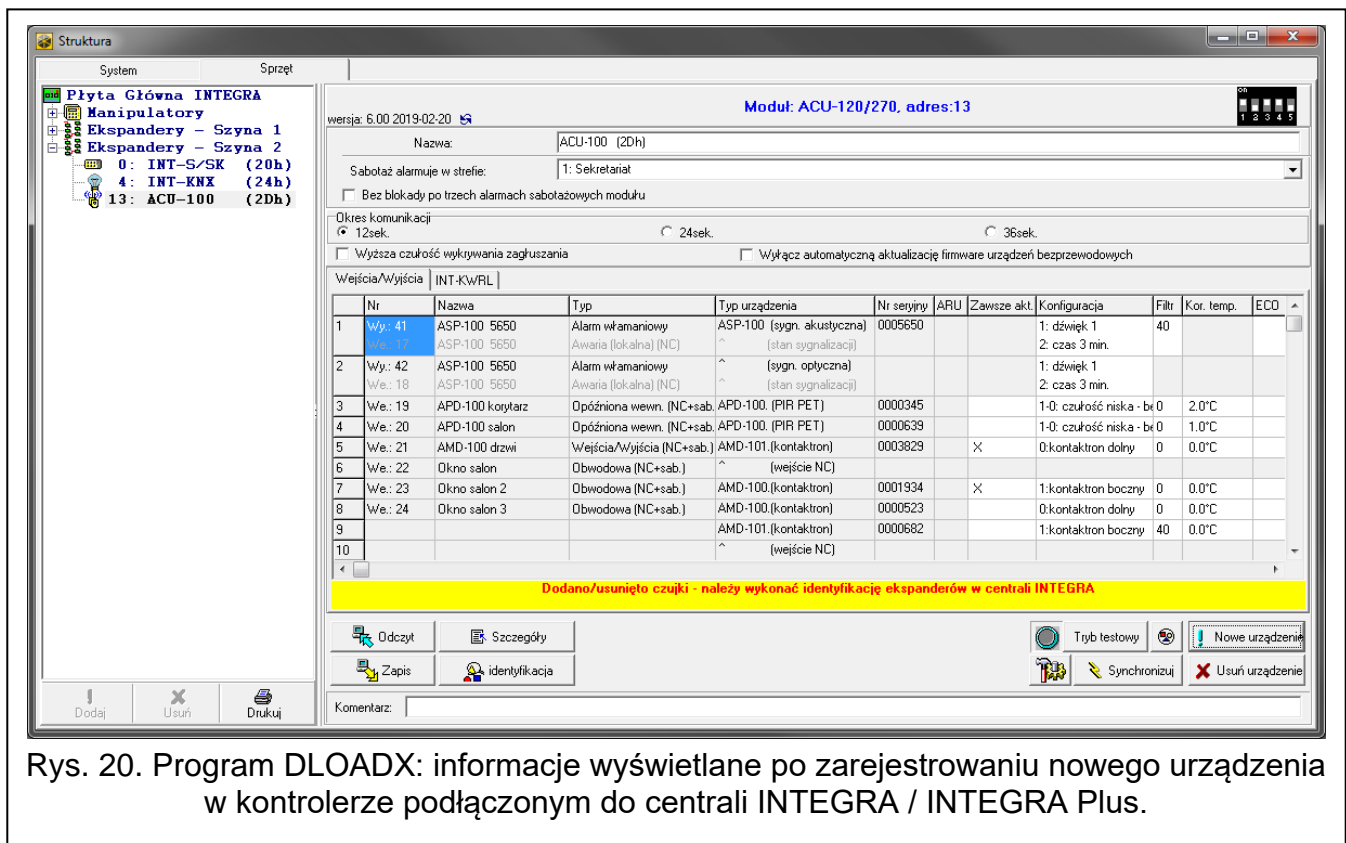 Struktura
System Sprzęt
Płyta Główna INTEGRA
Manipulatory
Ekspandery – Szyna 1
Ekspandery – Szyna 2
0: INT-S/SK (20h)
4: INT-KNX (24h)
13: ACU-100 (2Dh)
Dodaj Usuń Drukuj
Moduł: ACU-120/270, adres:13
on
1 2 3 4 5
wersja: 6.00 2019-02-20
Nazwa: ACU-100 (2Dh)
Sabotaż alarmuje w strefie: 1: Sekretariat
Bez blokady po trzech alarmach sabotażowych modułu
Okres komunikacji
12sek. 24sek. 36sek.
Wyższa czułość wykrywania zagłuszania Wyłącz automatyczną aktualizację firmware urządzeń bezprzewodowych
Wejścia/Wyjścia INT-KWRL
Nr Nazwa Typ Typ urządzenia Nr seryjny ARU Zawsze akt. Konfiguracja Filtr Kor. temp. ECO
1 Wy.: 41 ASP-100 5650 Alarm włamaniowy ASP-100 (sygn. akustyczna) 0005650 1: dźwięk 1 40
We.: 17 ASP-100 5650 Awaria (lokalna) (NC) ^ (stan sygnalizacji) 2: czas 3 min.
2 Wy.: 42 ASP-100 5650 Alarm włamaniowy ^ (sygn. optyczna) 1: dźwięk 1
We.: 18 ASP-100 5650 Awaria (lokalna) (NC) ^ (stan sygnalizacji) 2: czas 3 min.
3 We.: 19 APD-100 korytarz Opóźniona wewn. (NC+sab. APD-100. (PIR PET) 0000345 1-0: czułość niska - be 0 2.0°C
4 We.: 20 APD-100 salon Opóźniona wewn. (NC+sab. APD-100. (PIR PET) 0000639 1-0: czułość niska - be 0 1.0°C
5 We.: 21 AMD-100 drzwi Wejścia/Wyjścia (NC+sab.) AMD-101.(kontaktron) 0003829 X 0:kontaktron dolny 0 0.0°C
6 We.: 22 Okno salon Obwodowa (NC+sab.) ^ (wejście NC)
7 We.: 23 Okno salon 2 Obwodowa (NC+sab.) AMD-100.(kontaktron) 0001934 X 1:kontaktron boczny 0 0.0°C
8 We.: 24 Okno salon 3 Obwodowa (NC+sab.) AMD-100.(kontaktron) 0000523 0:kontaktron dolny 0 0.0°C
9 AMD-101.(kontaktron) 0000682 1:kontaktron boczny 40 0.0°C
10 ^ (wejście NC)
Dodano/usunięto czujki - należy wykonać identyfikację ekspanderów w centrali INTEGRA
Odczyt Szczegóły Tryb testowy Nowe urządzenie
Zapis identyfikacja Synchronizuj Usuń urządzenie
Komentarz:
Rys. 20. Program DLOADX: informacje wyświetlane po zarejestrowaniu nowego urządzenia
w kontrolerze podłączonym do centrali INTEGRA / INTEGRA Plus.